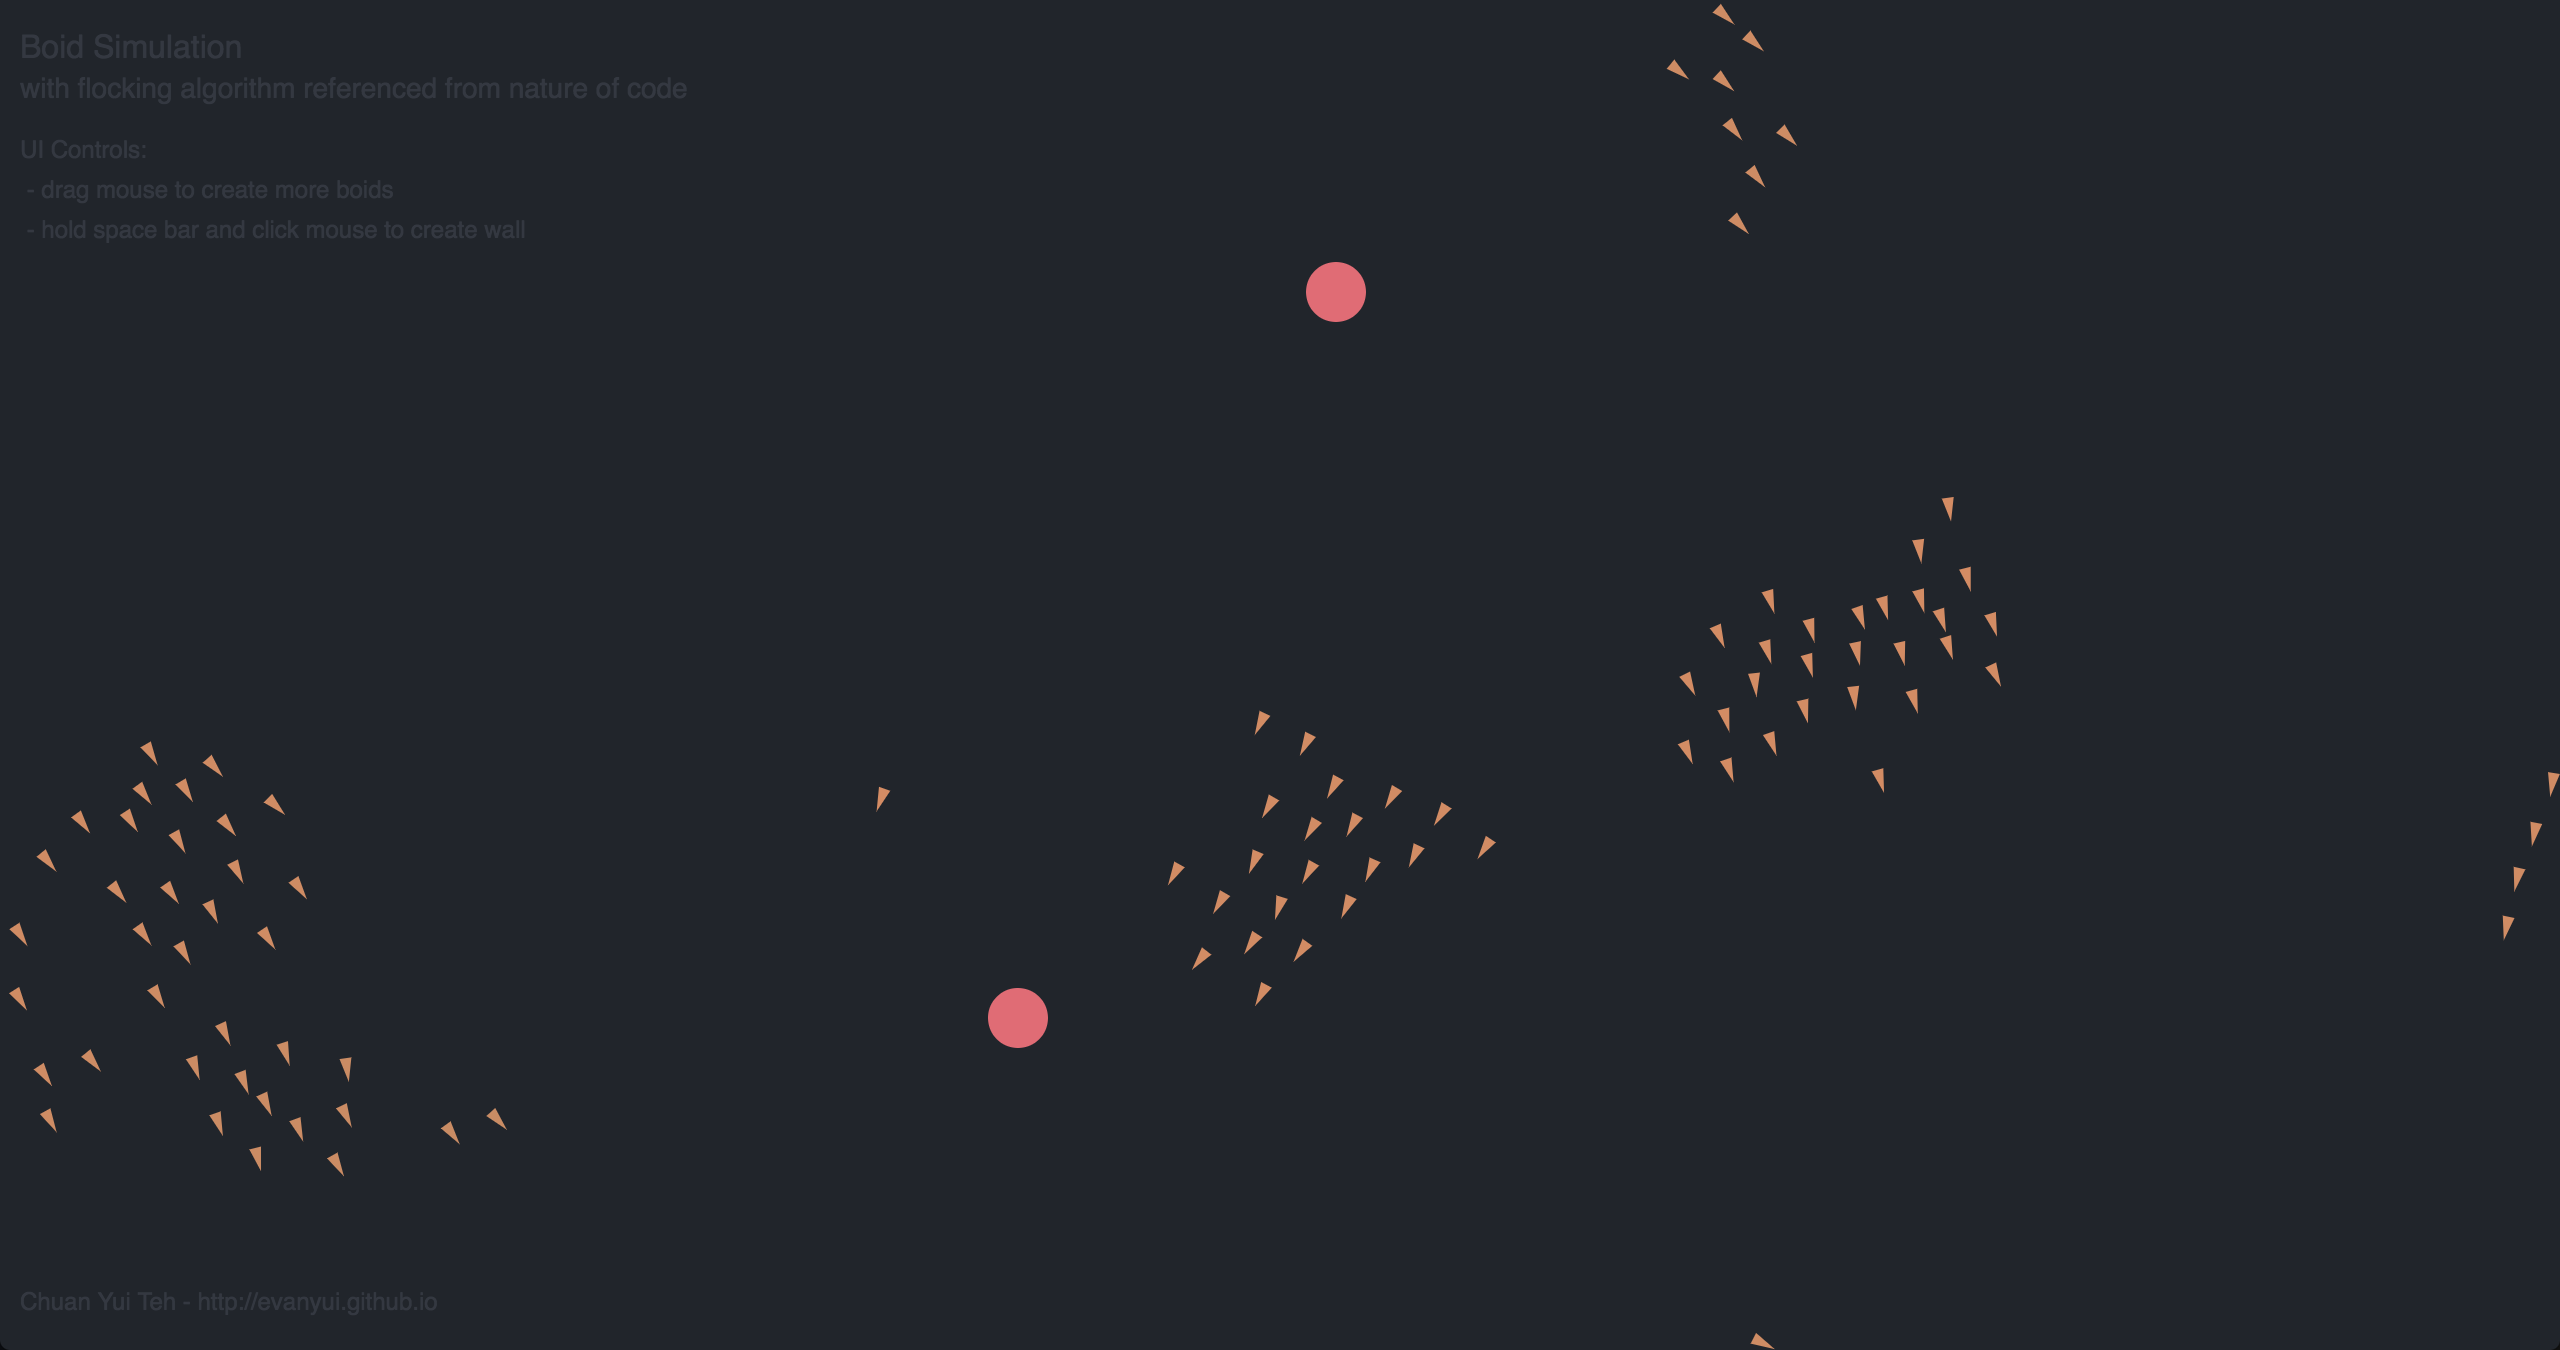 Boid Simulation
with flocking algorithm referenced from nature of code
UI Controls:
- drag mouse to create more boids
- hold space bar and click mouse to create wall
Chuan Yui Teh - http://evanyui.github.io